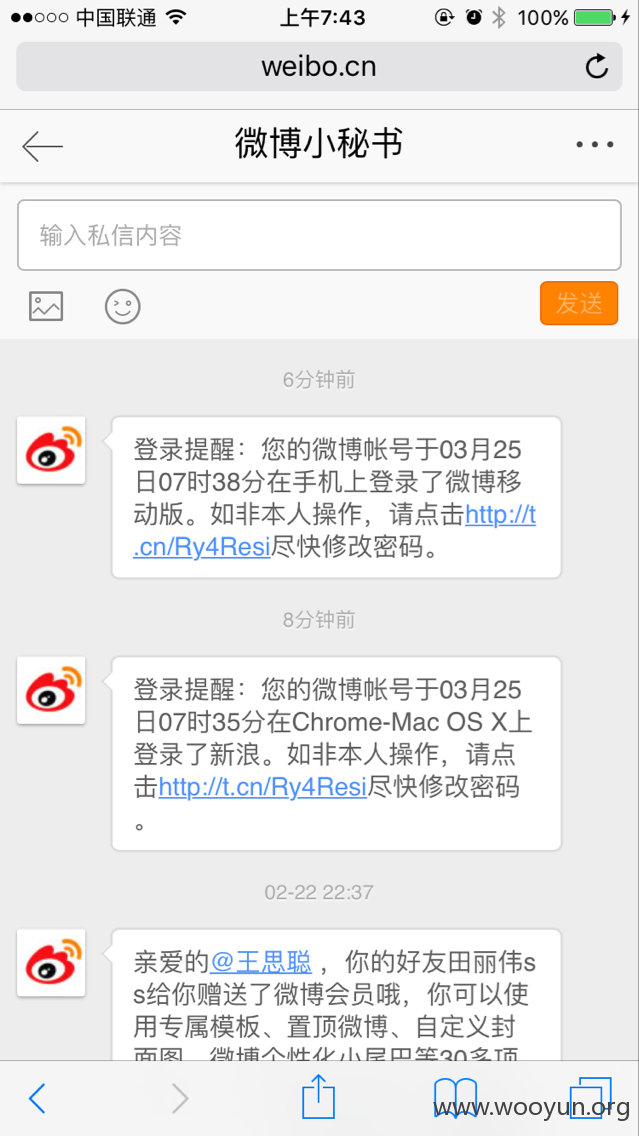 中国联通 上午7:43 100%
weibo.cn
微博小秘书
输入私信内容
发送
6分钟前
登录提醒：您的微博帐号于03月25
日07时38分在手机上登录了微博移
动版。如非本人操作，请点击http://t
.cn/Ry4Resi尽快修改密码。
8分钟前
登录提醒：您的微博帐号于03月25
日07时35分在Chrome-Mac OS X上
登录了新浪。如非本人操作，请点
击http://t.cn/Ry4Resi尽快修改密码
。
02-22 22:37
亲爱的@王思聪 ，你的好友田丽伟s
s给你赠送了微博会员哦，你可以使
用专属模板、置顶微博、自定义封
面图、微博个性化小尾巴等30多项
www.wooyun.org